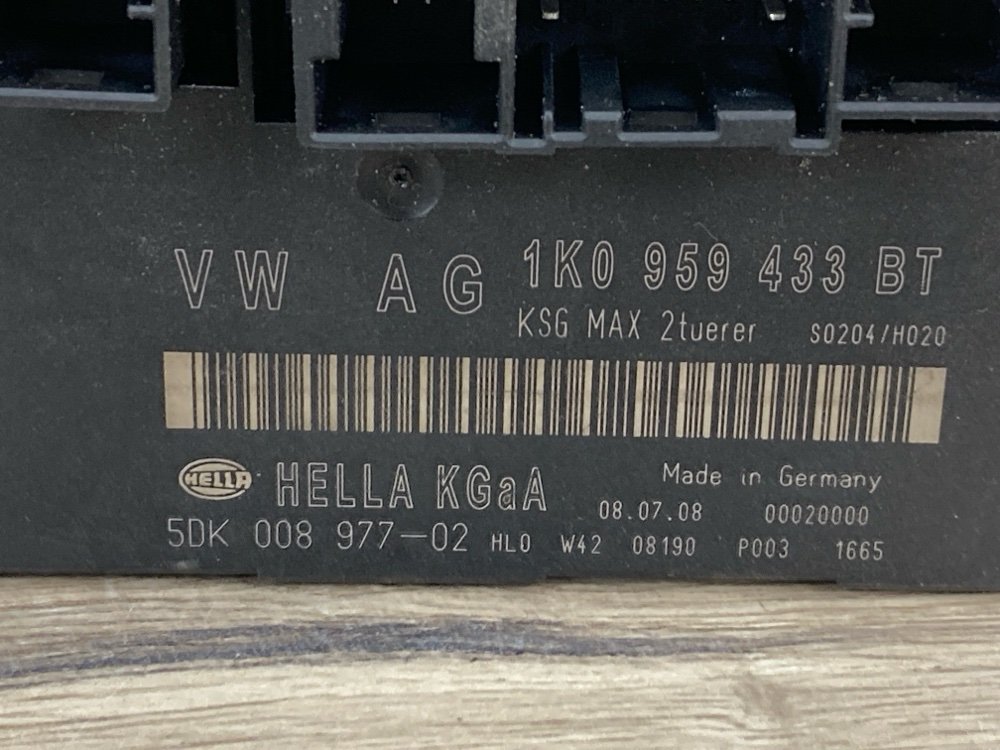 VW AG 1K0 959 433 BT
KSG MAX 2tuerer S0204/H020
HELLA HELLA KGaA Made in Germany
08.07.08 00020000
5DK 008 977-02 HLO W42 08190 P003 1665